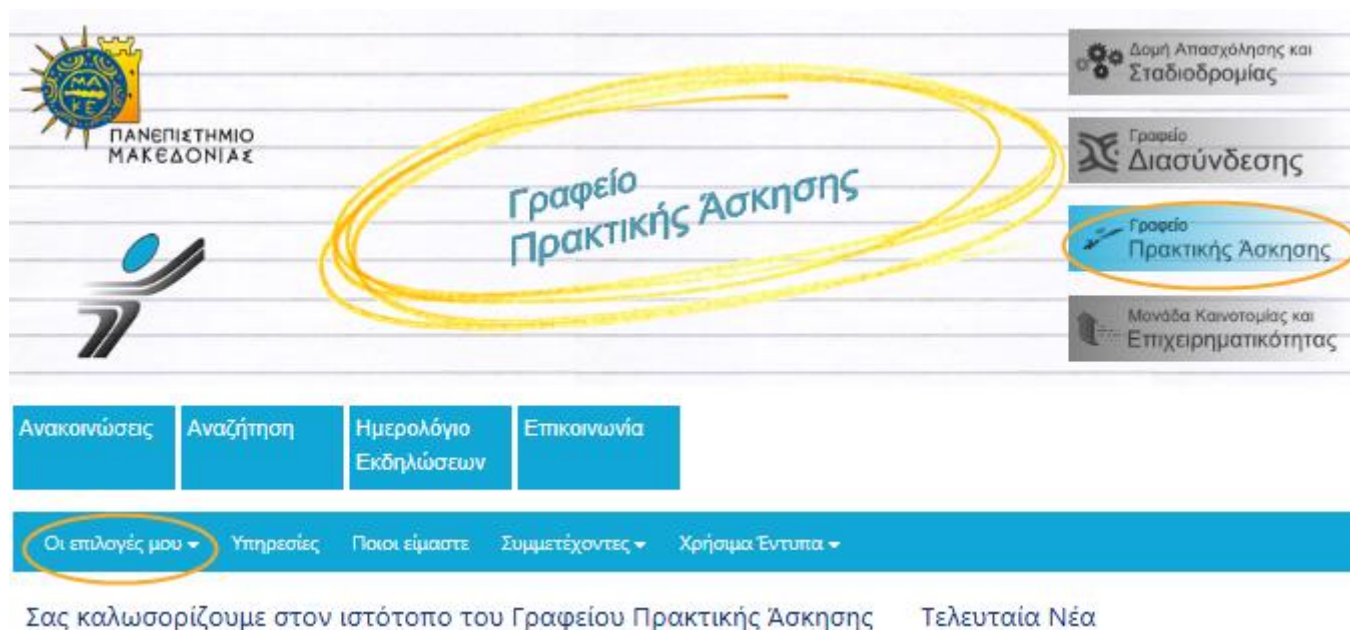 ΜΑ
ΚΕ
ΠΑΝΕΠΙΣΤΗΜΙΟ
ΜΑΚΕΔΟΝΙΑΣ
Γραφείο
Πρακτικής Άσκησης
Δομή Απασχόλησης και
Σταδιοδρομίας
Γραφείο
Διασύνδεσης
Γραφείο
Πρακτικής Άσκησης
Μονάδα Καινοτομίας και
Επιχειρηματικότητας
Ανακοινώσεις
Αναζήτηση
Ημερολόγιο
Εκδηλώσεων
Επικοινωνία
Οι επιλογές μου Υπηρεσίες Ποιοι είμαστε Συμμετέχοντες Χρήσιμα Έντυπα
Σας καλωσορίζουμε στον ιστότοπο του Γραφείου Πρακτικής Άσκησης
Τελευταία Νέα